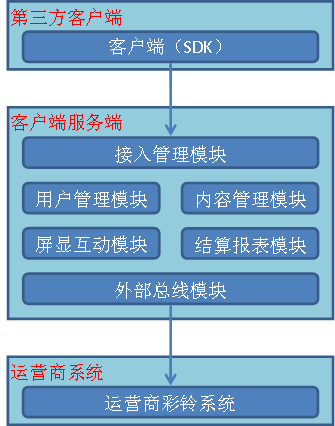 第三方客户端
客户端（SDK）
客户端服务端
接入管理模块
用户管理模块
内容管理模块
屏显互动模块
结算报表模块
外部总线模块
运营商系统
运营商彩铃系统